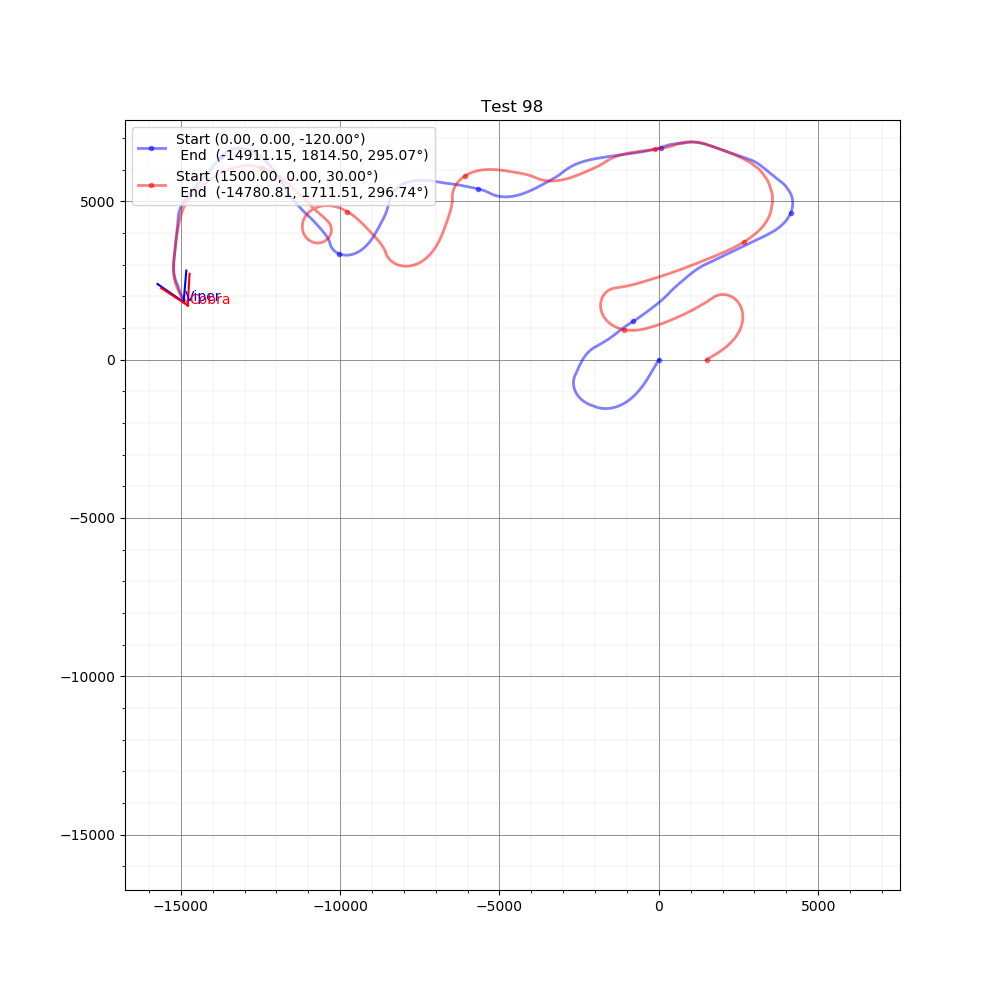 Test 98
Start (0.00, 0.00, -120.00°)
End (-14911.15, 1814.50, 295.07°)
Start (1500.00, 0.00, 30.00°)
End (-14780.81, 1711.51, 296.74°)
Viper
Cobra
5000
0
−5000
−10000
−15000
−15000
−10000
−5000
0
5000